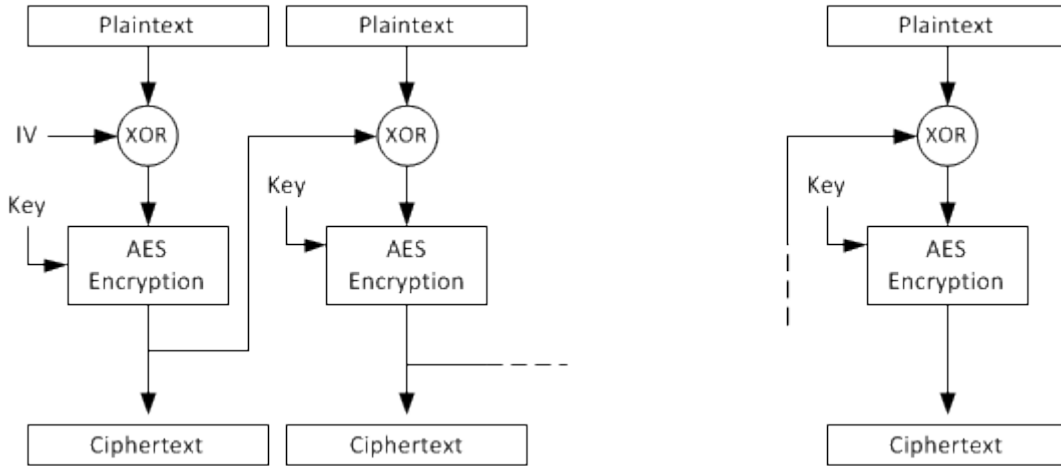 Plaintext
Plaintext
Plaintext
IV
XOR
XOR
XOR
Key
Key
Key
AES
Encryption
AES
Encryption
AES
Encryption
Ciphertext
Ciphertext
Ciphertext